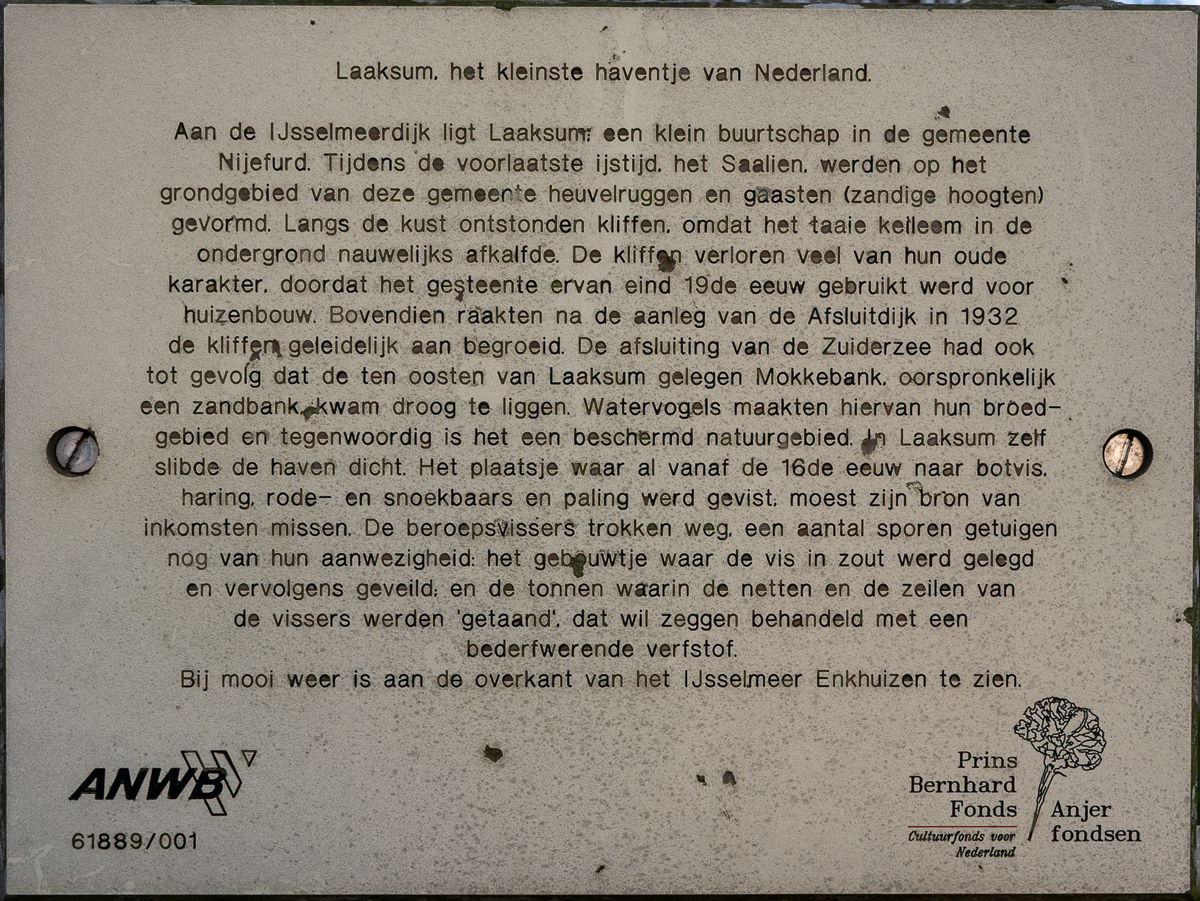 Laaksum, het kleinste haventje van Nederland.
Aan de IJsselmeerdijk ligt Laaksum; een klein buurtschap in de gemeente
Nijefurd. Tijdens de voorlaatste ijstijd, het Saalien, werden op het
grondgebied van deze gemeente heuvelruggen en gaasten (zandige hoogten)
gevormd. Langs de kust ontstonden kliffen, omdat het taaie keileem in de
ondergrond nauwelijks afkalfde. De kliffen verloren veel van hun oude
karakter, doordat het gesteente ervan eind 19de eeuw gebruikt werd voor
huizenbouw. Bovendien raakten na de aanleg van de Afsluitdijk in 1932
de kliffen geleidelijk aan begroeid. De afsluiting van de Zuiderzee had ook
tot gevolg dat de ten oosten van Laaksum gelegen Mokkebank, oorspronkelijk
een zandbank, kwam droog te liggen. Watervogels maakten hiervan hun broed-
gebied en tegenwoordig is het een beschermd natuurgebied. In Laaksum zelf
slibde de haven dicht. Het plaatsje waar al vanaf de 16de eeuw naar botvis,
haring, rode- en snoekbaars en paling werd gevist, moest zijn bron van
inkomsten missen. De beroepsvissers trokken weg, een aantal sporen getuigen
nog van hun aanwezigheid: het gebouwtje waar de vis in zout werd gelegd
en vervolgens geveild; en de tonnen waarin de netten en de zeilen van
de vissers werden 'getaand', dat wil zeggen behandeld met een
bederfwerende verfstof.
Bij mooi weer is aan de overkant van het IJsselmeer Enkhuizen te zien.
ANWB
61889/001
Prins
Bernhard
Fonds
Cultuurfonds voor
Nederland
Anjer
fondsen